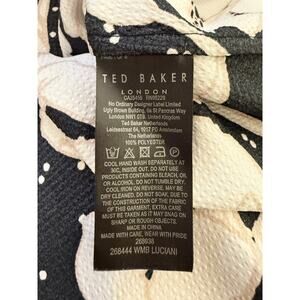 TED BAKER
LONDON
CA35456 RN95229
No Ordinary Designer Label Limited
Ugly Brown Building, 6a St.Pancras Way
London NW1 0TB. United Kingdom
Ted Baker Netherlands
Leidsestraat 64, 1017 PD Amsterdam
The Netherlands
100% POLYESTER
COOL HAND WASH SEPARATELY AT
30C, INSIDE OUT. DO NOT USE
PRODUCTS CONTAINING BLEACH, OIL
OR ALCOHOL. DO NOT TUMBLE DRY.
COOL IRON ON REVERSE. MAY BE
DRY CLEANED. DO NOT SOAK. DUE TO
THE CONSTRUCTION OF THE FABRIC
OF THIS GARMENT, EXTRA CARE
MUST BE TAKEN AS IT MAY SNAG ON
SHARP OR ROUGH OBJECTS.
MADE IN CHINA
MADE WITH CARE, WEAR WITH PRIDE
268938
268444 WMB LUCIANI